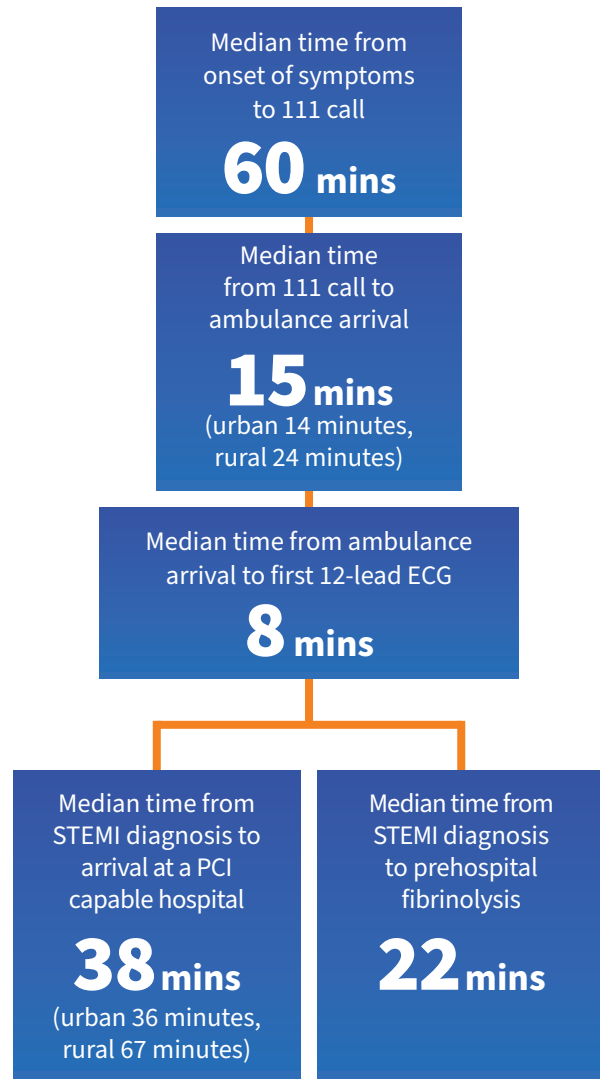 Median time from
onset of symptoms
to 111 call
60 mins
Median time
from 111 call to
ambulance arrival
15 mins
(urban 14 minutes,
rural 24 minutes)
Median time from ambulance
arrival to first 12-lead ECG
8 mins
Median time from
STEMI diagnosis to
arrival at a PCI
capable hospital
38 mins
(urban 36 minutes,
rural 67 minutes)
Median time from
STEMI diagnosis
to prehospital
fibrinolysis
22 mins